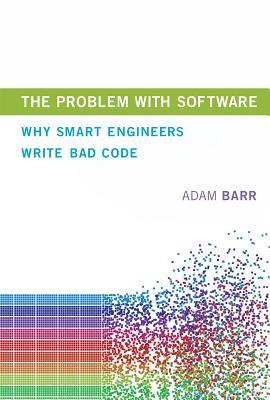 THE PROBLEM WITH SOFTWARE
WHY SMART ENGINEERS
WRITE BAD CODE
ADAM BARR